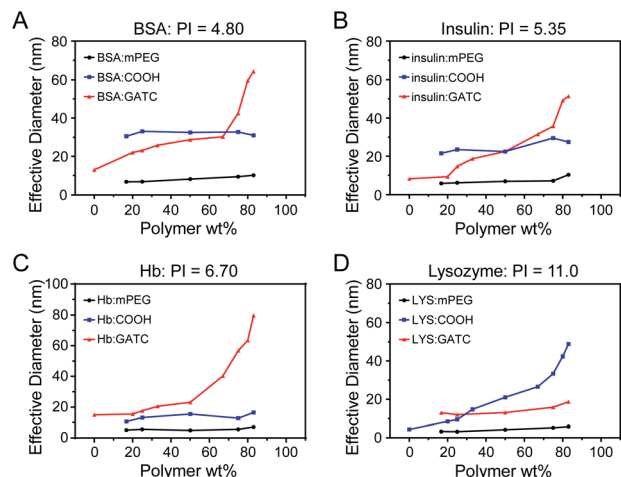 A
BSA: PI = 4.80
Effective Diameter (nm)
80
60
40
20
0
BSA:mPEG
BSA:COOH
BSA:GATC
0 20 40 60 80 100
Polymer wt%
B
Insulin: PI = 5.35
Effective Diameter (nm)
80
60
40
20
0
insulin:mPEG
insulin:COOH
insulin:GATC
0 20 40 60 80 100
Polymer wt%
C
Hb: PI = 6.70
Effective Diameter (nm)
100
80
60
40
20
0
Hb:mPEG
Hb:COOH
Hb:GATC
0 20 40 60 80 100
Polymer wt%
D
Lysozyme: PI = 11.0
Effective Diameter (nm)
80
60
40
20
0
LYS:mPEG
LYS:COOH
LYS:GATC
0 20 40 60 80 100
Polymer wt%